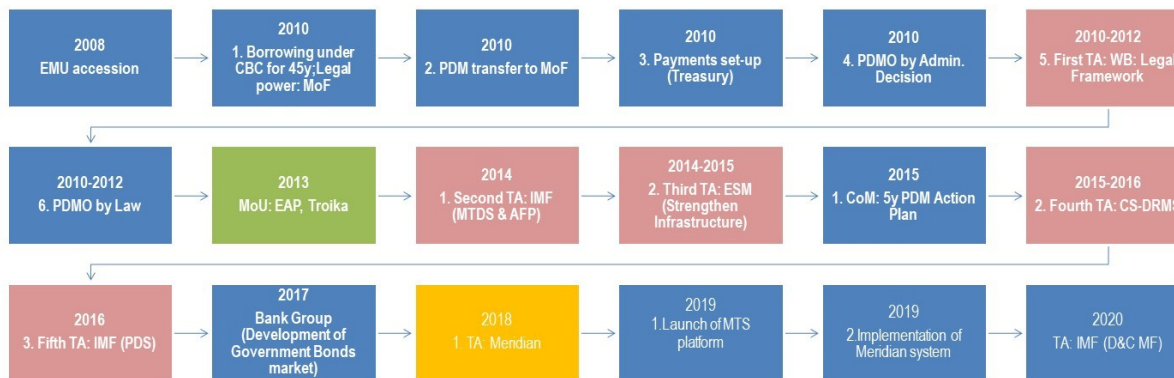 2008
EMU accession
2010
1. Borrowing under
CBC for 45y;Legal
power: MoF
2010
2. PDM transfer to MoF
2010
3. Payments set-up
(Treasury)
2010
4. PDMO by Admin.
Decision
2010-2012
5. First TA: WB: Legal
Framework
2010-2012
6. PDMO by Law
2013
MoU: EAP, Troika
2014
1. Second TA: IMF
(MTDS & AFP)
2014-2015
2. Third TA: ESM
(Strengthen
Infrastructure)
2015
1. CoM: 5y PDM Action
Plan
2015-2016
2. Fourth TA: CS-DRMS
2016
3. Fifth TA: IMF (PDS)
2017
Bank Group
(Development of
Government Bonds
market)
2018
1. TA: Meridian
2019
1.Launch of MTS
platform
2019
2.Implementation of
Meridian system
2020
TA: IMF (D&C MF)